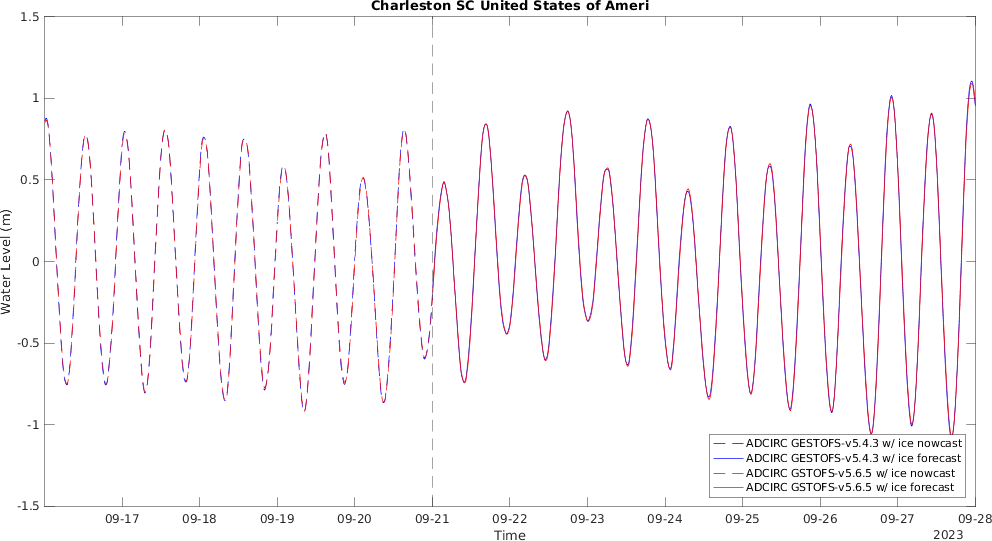 Charleston SC United States of Ameri
1.5
1
0.5
0
-0.5
-1
-1.5
Water Level (m)
ADCIRC GESTOFS-v5.4.3 w/ ice nowcast
ADCIRC GESTOFS-v5.4.3 w/ ice forecast
ADCIRC GSTOFS-v5.6.5 w/ ice nowcast
ADCIRC GSTOFS-v5.6.5 w/ ice forecast
09-17 09-18 09-19 09-20 09-21 09-22 09-23 09-24 09-25 09-26 09-27 09-28
Time
2023